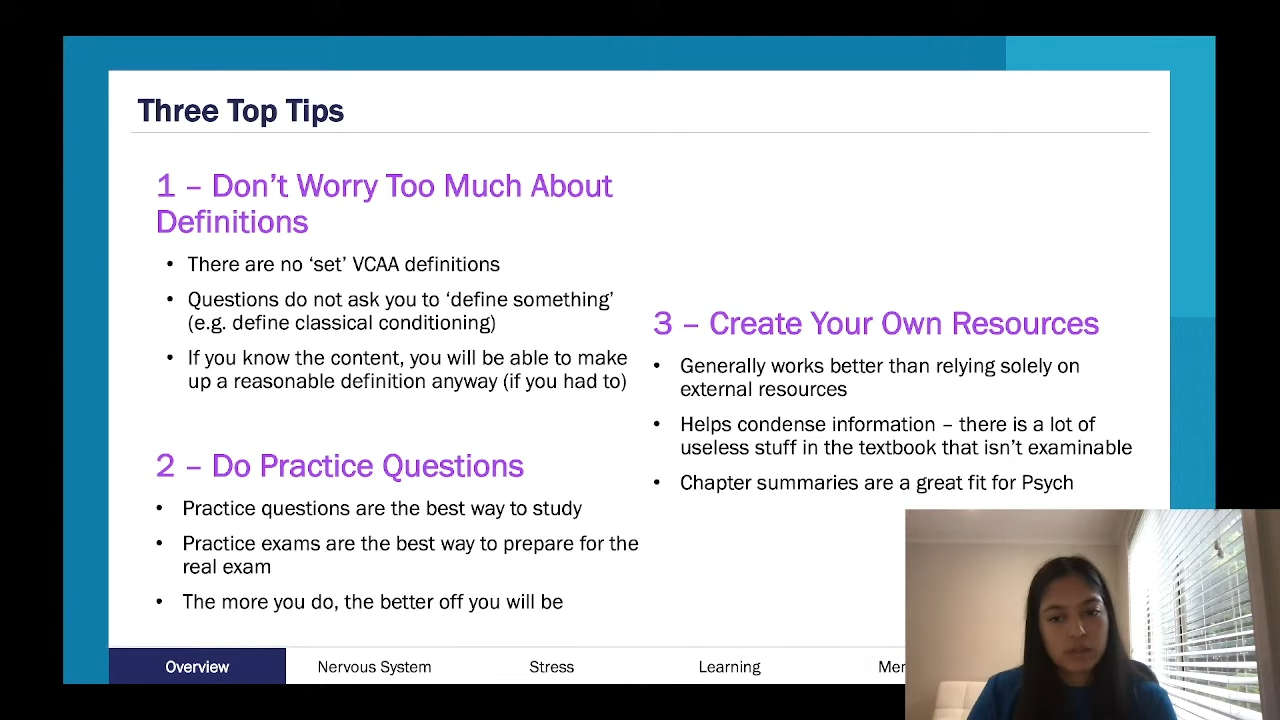 Three Top Tips
1 – Don't Worry Too Much About
Definitions
• There are no 'set' VCAA definitions
• Questions do not ask you to 'define something'
(e.g. define classical conditioning)
• If you know the content, you will be able to make
up a reasonable definition anyway (if you had to)
2 – Do Practice Questions
• Practice questions are the best way to study
• Practice exams are the best way to prepare for the
real exam
• The more you do, the better off you will be
3 – Create Your Own Resources
• Generally works better than relying solely on
external resources
• Helps condense information – there is a lot of
useless stuff in the textbook that isn't examinable
• Chapter summaries are a great fit for Psych
Overview
Nervous System
Stress
Learning